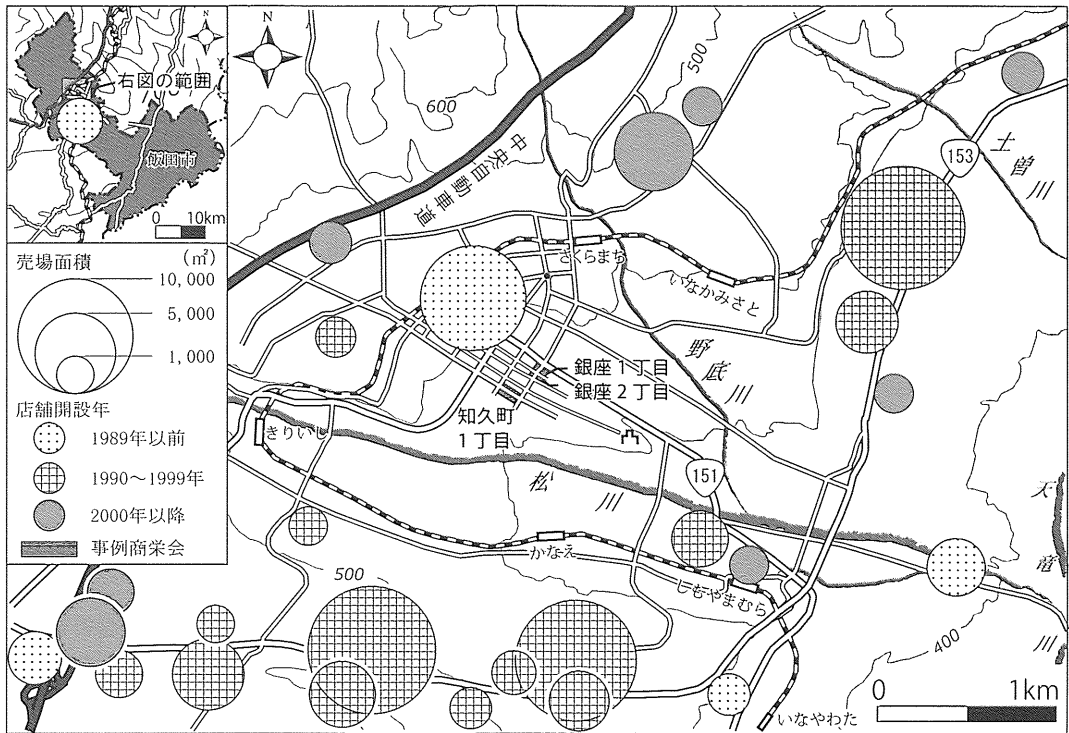 N
右図の範囲
飯田市
0 10km
売場面積 (㎡)
10,000
5,000
1,000
店舗開設年
1989年以前
1990〜1999年
2000年以降
事例商栄会
N
600
500
中央自動車道
153
土曽川
さくらまち
いなかみさと
野底川
銀座1丁目
銀座2丁目
知久町
1丁目
きりいし
松川
151
かなえ
しもやまむら
天竜川
500
400
いなやわた
0 1km